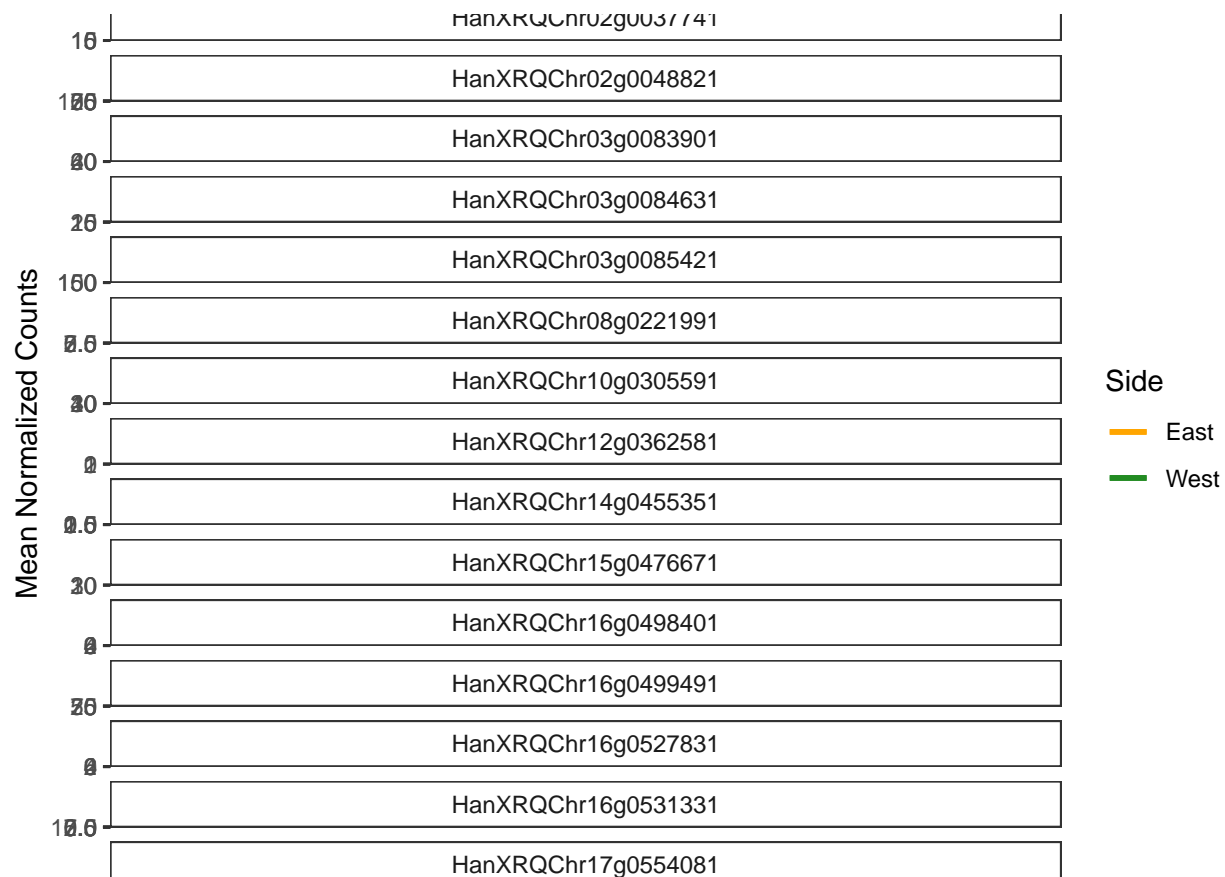 HanXRQChr02g0037741
HanXRQChr02g0048821
HanXRQChr03g0083901
HanXRQChr03g0084631
HanXRQChr03g0085421
HanXRQChr08g0221991
HanXRQChr10g0305591
HanXRQChr12g0362581
HanXRQChr14g0455351
HanXRQChr15g0476671
HanXRQChr16g0498401
HanXRQChr16g0499491
HanXRQChr16g0527831
HanXRQChr16g0531331
HanXRQChr17g0554081
Mean Normalized Counts
Side
East
West